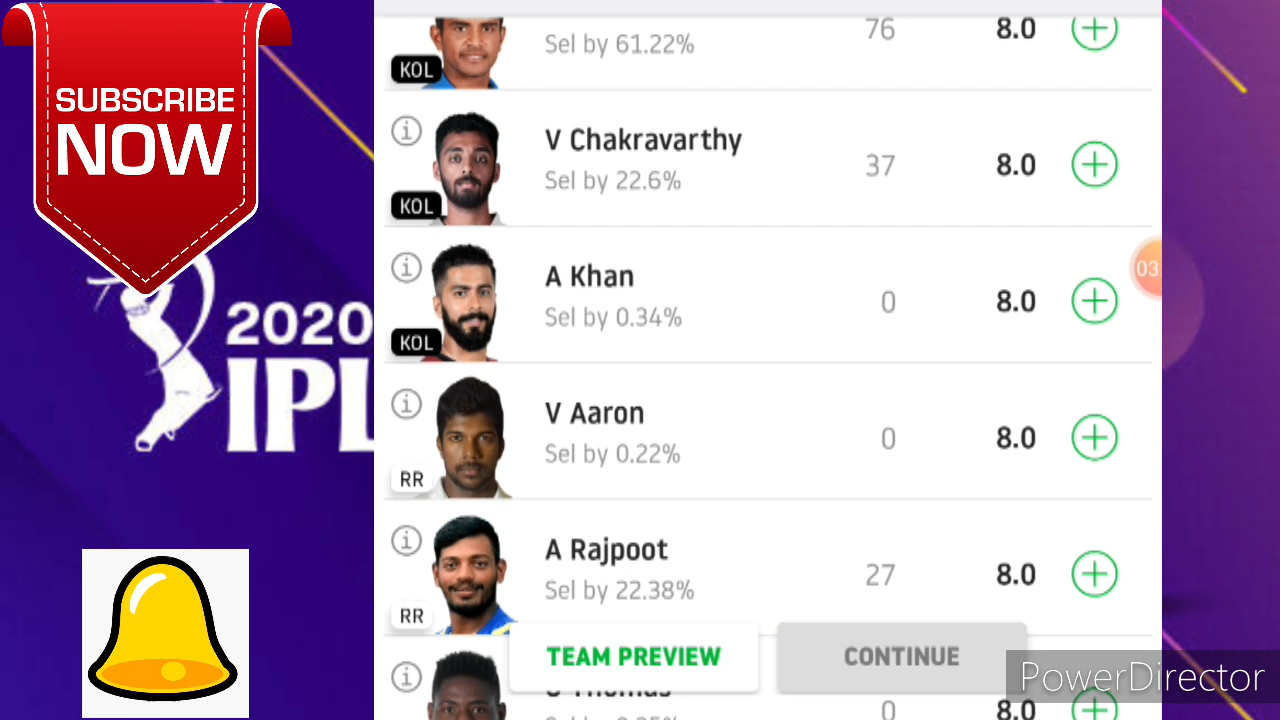 SUBSCRIBE
NOW
2020
IPL
Sel by 61.22%
76
8.0
KOL
V Chakravarthy
Sel by 22.6%
37
8.0
KOL
A Khan
Sel by 0.34%
0
8.0
KOL
03
V Aaron
Sel by 0.22%
0
8.0
RR
A Rajpoot
Sel by 22.38%
27
8.0
RR
TEAM PREVIEW
CONTINUE
Thomas
0
8.0
PowerDirector